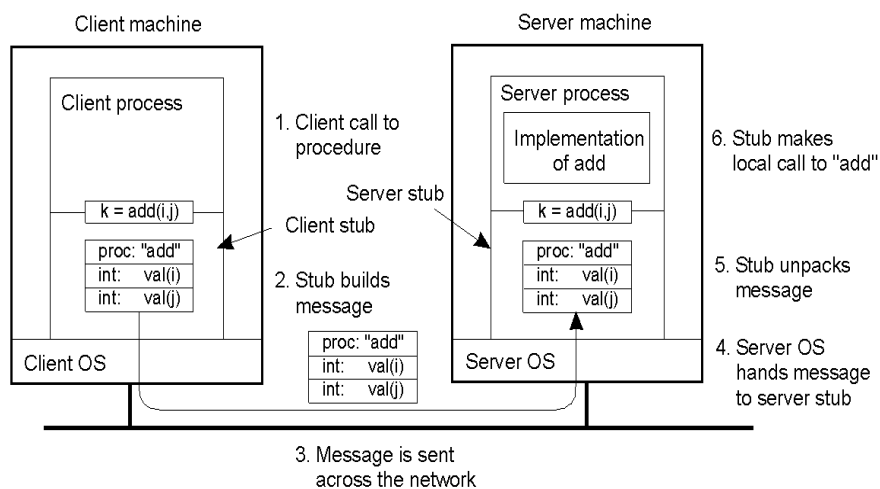 Client machine
Server machine
Client process
1. Client call to
procedure
Server process
Implementation
of add
6. Stub makes
local call to "add"
Server stub
k = add(i,j)
k = add(i,j)
Client stub
proc: "add"
int: val(i)
int: val(j)
2. Stub builds
message
proc: "add"
int: val(i)
int: val(j)
proc: "add"
int: val(i)
int: val(j)
5. Stub unpacks
message
Client OS
Server OS
4. Server OS
hands message
to server stub
3. Message is sent
across the network